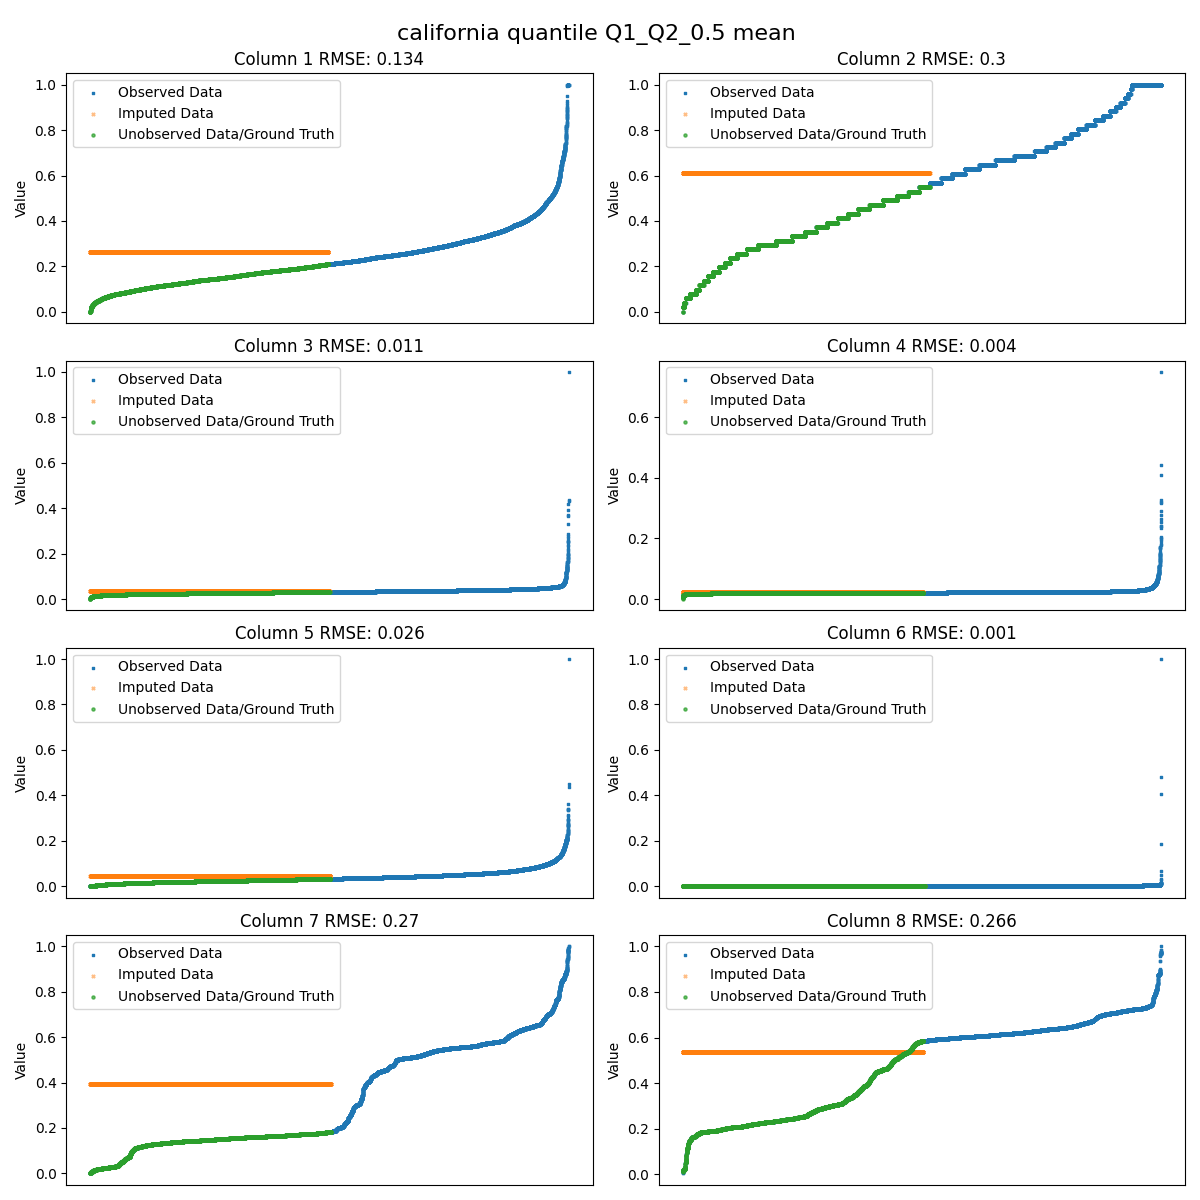 california quantile Q1_Q2_0.5 mean
Column 1 RMSE: 0.134
Value
1.0
0.8
0.6
0.4
0.2
0.0
Observed Data
Imputed Data
Unobserved Data/Ground Truth
Column 2 RMSE: 0.3
Value
1.0
0.8
0.6
0.4
0.2
0.0
Observed Data
Imputed Data
Unobserved Data/Ground Truth
Column 3 RMSE: 0.011
Value
1.0
0.8
0.6
0.4
0.2
0.0
Observed Data
Imputed Data
Unobserved Data/Ground Truth
Column 4 RMSE: 0.004
Value
0.6
0.4
0.2
0.0
Observed Data
Imputed Data
Unobserved Data/Ground Truth
Column 5 RMSE: 0.026
Value
1.0
0.8
0.6
0.4
0.2
0.0
Observed Data
Imputed Data
Unobserved Data/Ground Truth
Column 6 RMSE: 0.001
Value
1.0
0.8
0.6
0.4
0.2
0.0
Observed Data
Imputed Data
Unobserved Data/Ground Truth
Column 7 RMSE: 0.27
Value
1.0
0.8
0.6
0.4
0.2
0.0
Observed Data
Imputed Data
Unobserved Data/Ground Truth
Column 8 RMSE: 0.266
Value
1.0
0.8
0.6
0.4
0.2
0.0
Observed Data
Imputed Data
Unobserved Data/Ground Truth